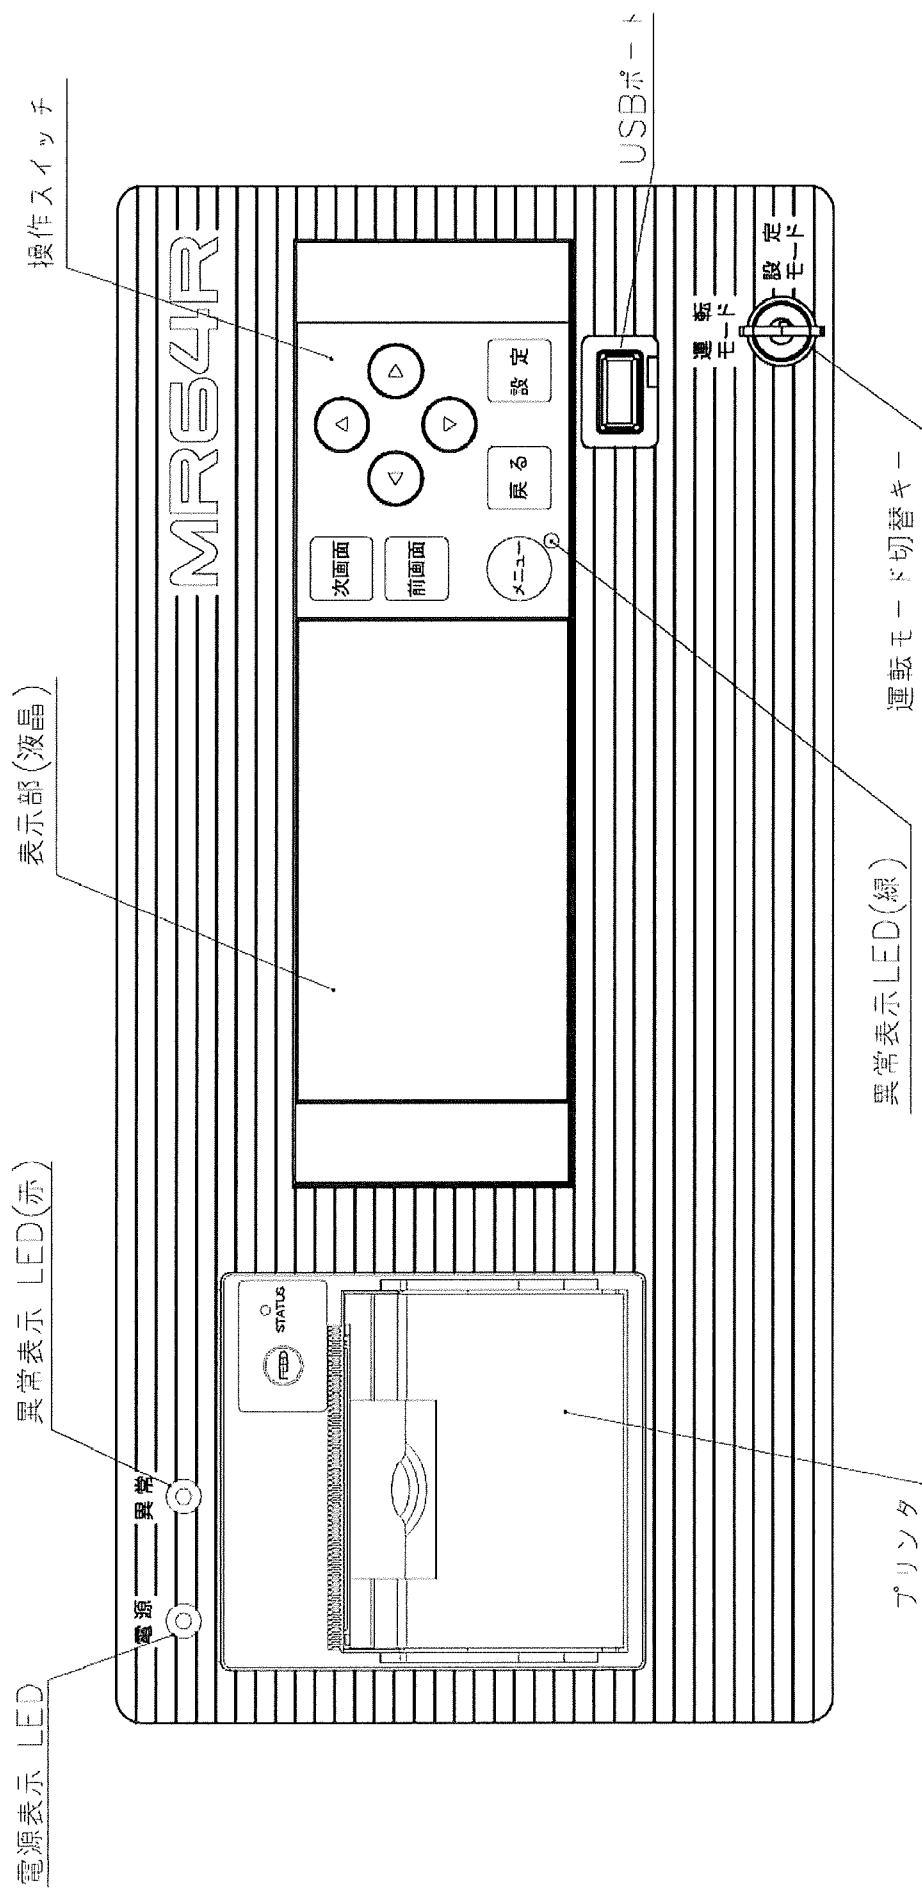 電源表示 LED
異常表示 LED(赤)
表示部(液晶)
操作スイッチ
電源
異常
MR64R
FEED
STATUS
次画面
前画面
メニュー
戻る
設定
運転
モード
設定
モード
プリンタ
異常表示LED(緑)
運転モード切替キー
USBポート